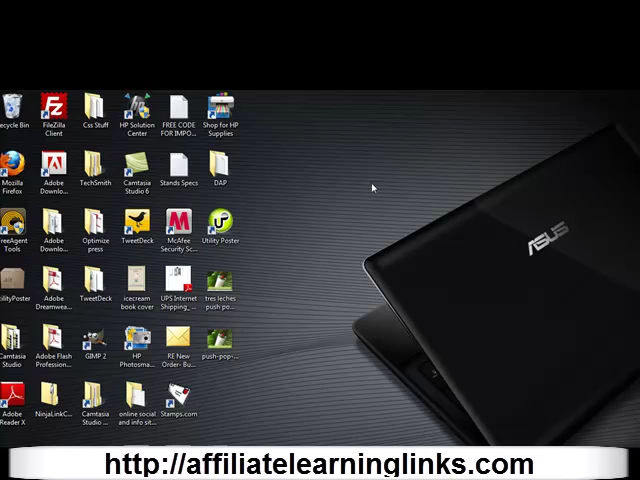 ecycle Bin
FileZilla
Client
Css Stuff
HP Solution
Center
FREE CODE
FOR IMPO...
Shop for HP
Supplies
Mozilla
Firefox
Adobe
Downlo...
TechSmith
Camtasia
Studio 6
Stands Specs
DAP
reeAgent
Tools
Adobe
Downlo...
Optimize
press
TweetDeck
McAfee
Security Sc...
Utility Poster
tilityPoster
Adobe
Dreamwea...
TweetDeck
icecream
book cover
UPS Internet
Shipping_...
tres leches
push po...
Camtasia
Studio
Adobe Flash
Profession...
GIMP 2
HP
Photosma...
RE New
Order- Bu...
push-pop-...
Adobe
Reader X
NinjaLinkC...
Camtasia
Studio ...
online social
and info sit...
Stamps.com
ASUS
http://affiliatelearninglinks.com